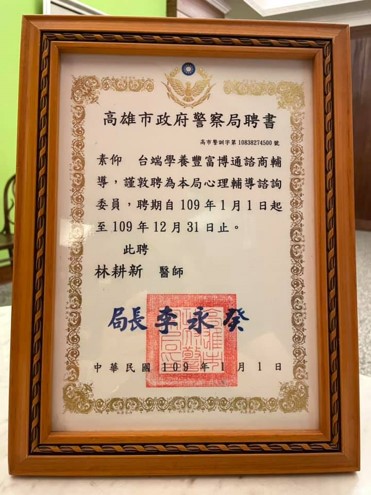 高雄市政府警察局聘書
高市警訓字第10838274500號
素仰　台端學養豐富博通諮商輔
導，謹敦聘為本局心理輔導諮詢
委員，聘期自109年1月1日起
至109年12月31日止。
此聘
林耕新　醫師
局長李永癸
中華民國109年1月1日